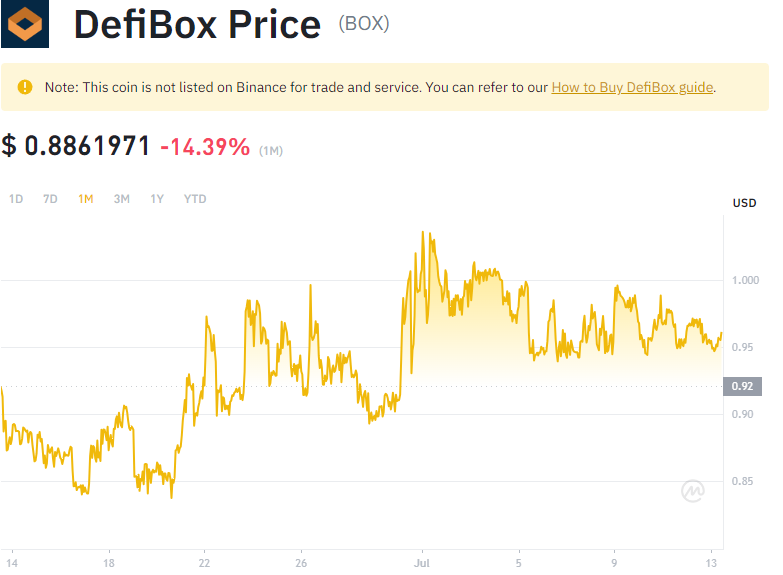 DefiBox Price (BOX)
Note: This coin is not listed on Binance for trade and service. You can refer to our How to Buy DefiBox guide.
$ 0.8861971 -14.39% (1M)
1D 7D 1M 3M 1Y YTD
USD
1.000
0.95
0.92
0.90
0.85
14 18 22 26 Jul 5 9 13